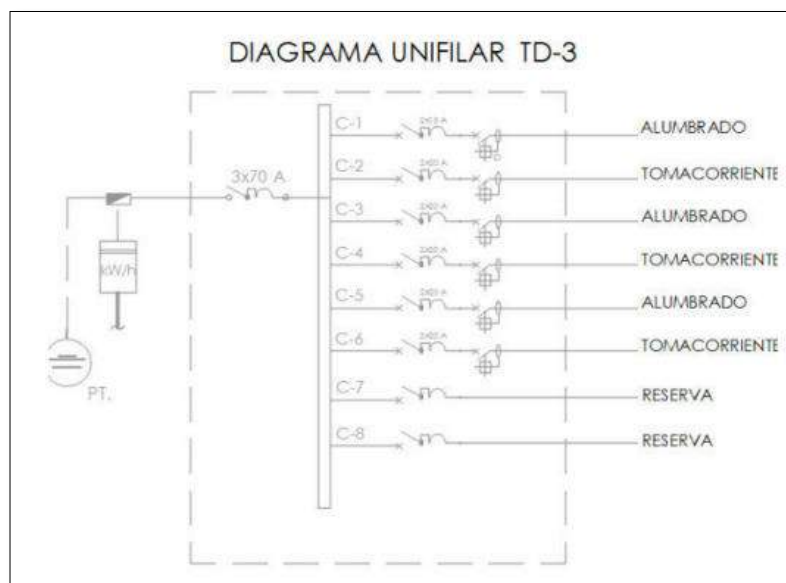 DIAGRAMA UNIFILAR TD-3
C-1
ALUMBRADO
C-2
TOMACORRIENTE
3x70 A
C-3
ALUMBRADO
C-4
TOMACORRIENTE
kW/h
C-5
ALUMBRADO
C-6
TOMACORRIENTE
PT.
C-7
RESERVA
C-8
RESERVA